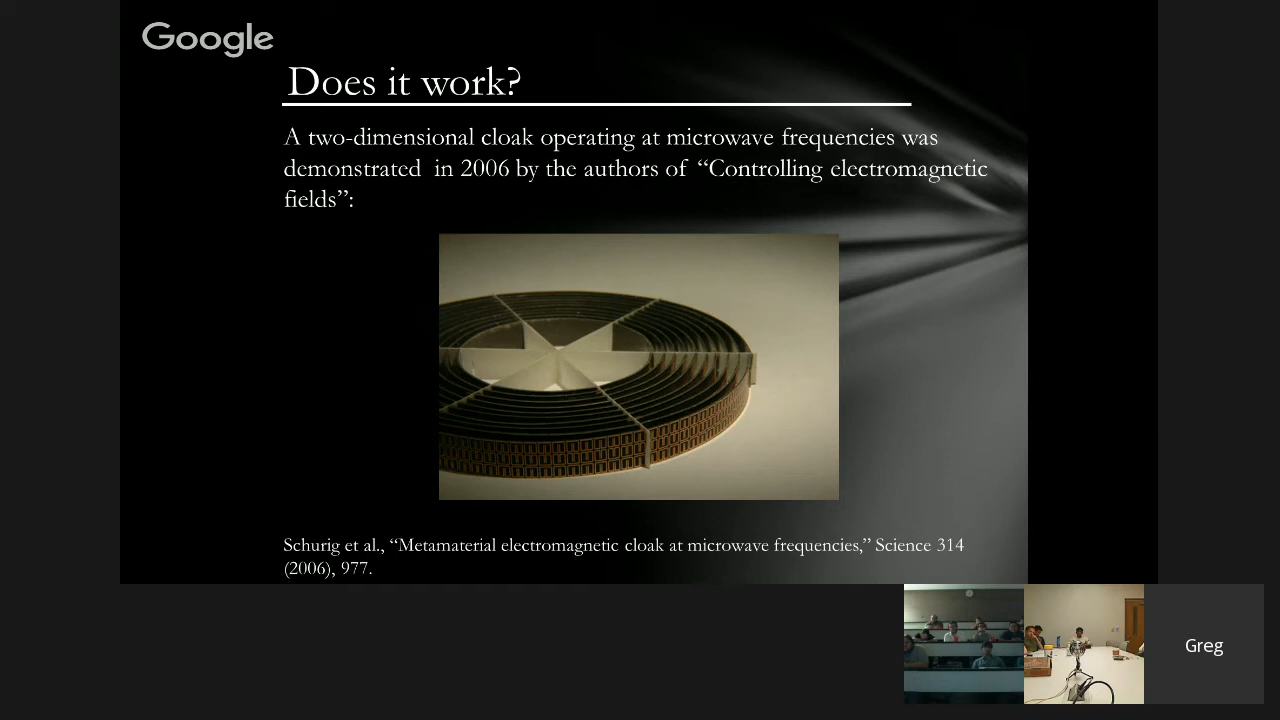 Google
Does it work?
A two-dimensional cloak operating at microwave frequencies was
demonstrated in 2006 by the authors of “Controlling electromagnetic
fields”:
Schurig et al., “Metamaterial electromagnetic cloak at microwave frequencies,” Science 314
(2006), 977.
Greg